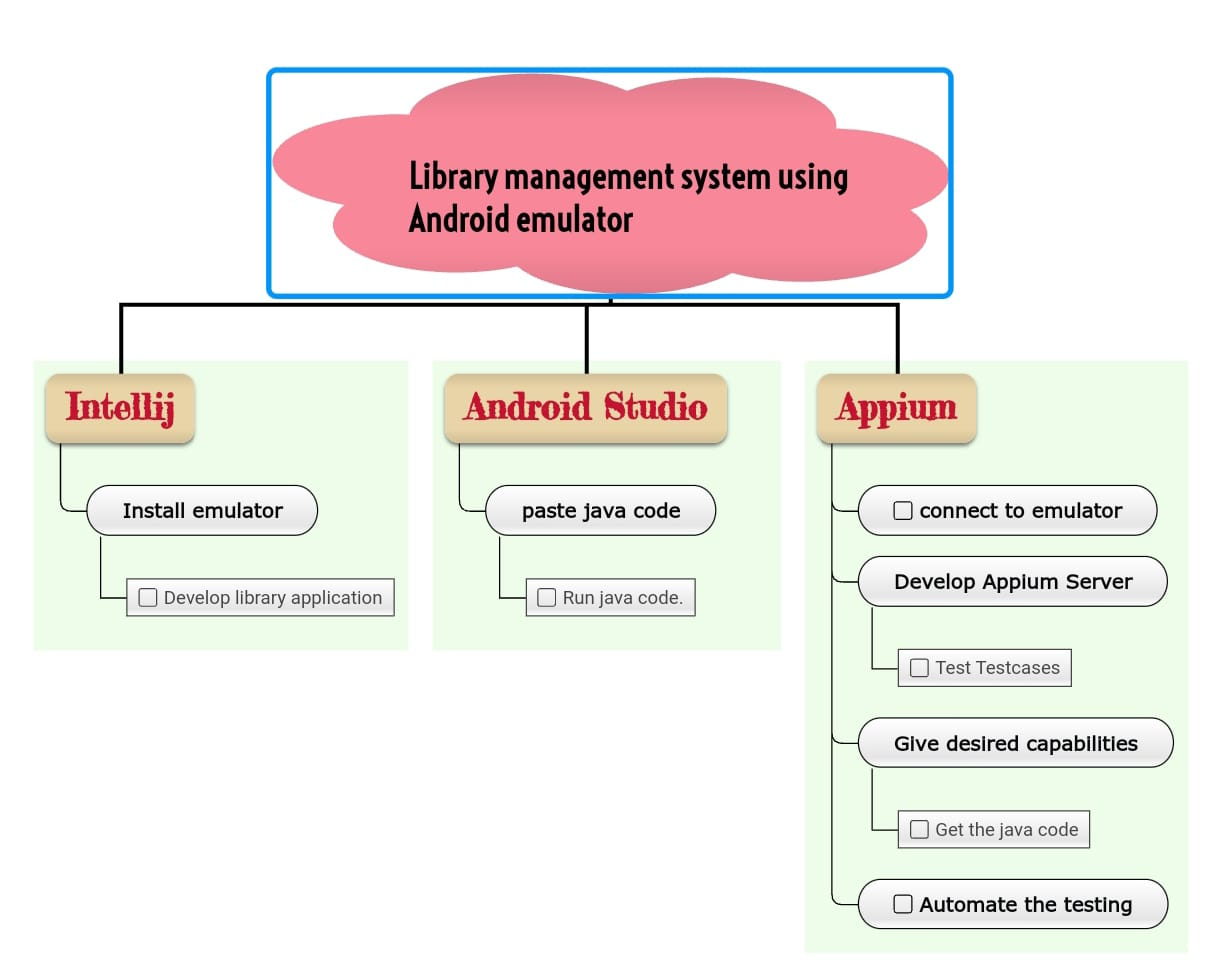 Library management system using
Android emulator
Intellij
Install emulator
Develop library application
Android Studio
paste java code
Run java code.
Appium
connect to emulator
Develop Appium Server
Test Testcases
Give desired capabilities
Get the java code
Automate the testing